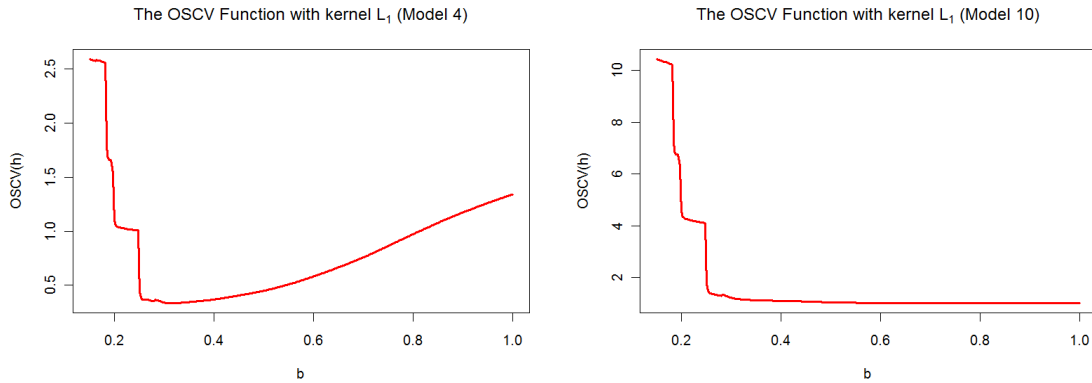 The OSCV Function with kernel L₁ (Model 4)
OSCV(h)
2.5
2.0
1.5
1.0
0.5
0.2 0.4 0.6 0.8 1.0
b
The OSCV Function with kernel L₁ (Model 10)
OSCV(h)
10
8
6
4
2
0.2 0.4 0.6 0.8 1.0
b